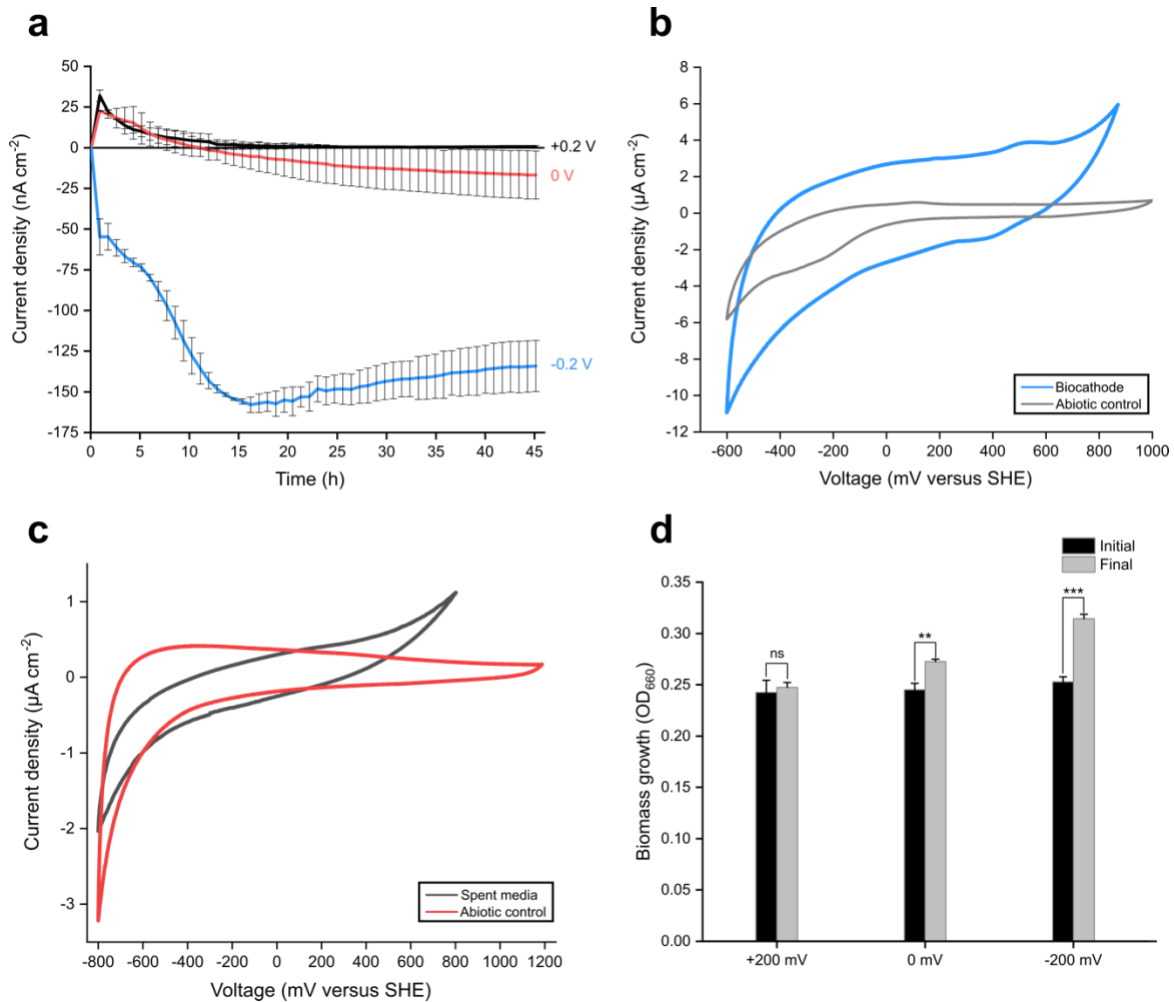 a
50
25
0
-25
-50
-75
-100
-125
-150
-175
Current density (nA cm⁻²)
+0.2 V
0 V
-0.2 V
0 5 10 15 20 25 30 35 40 45
Time (h)
b
8
6
4
2
0
-2
-4
-6
-8
-10
-12
Current density (µA cm⁻²)
Biocathode
Abiotic control
-600 -400 -200 0 200 400 600 800 1000
Voltage (mV versus SHE)
c
1
0
-1
-2
-3
Current density (µA cm⁻²)
Spent media
Abiotic control
-800 -600 -400 -200 0 200 400 600 800 1000 1200
Voltage (mV versus SHE)
d
Initial
Final
0.35
0.30
0.25
0.20
0.15
0.10
0.05
0.00
Biomass growth (OD₆₆₀)
ns
**
***
+200 mV 0 mV -200 mV